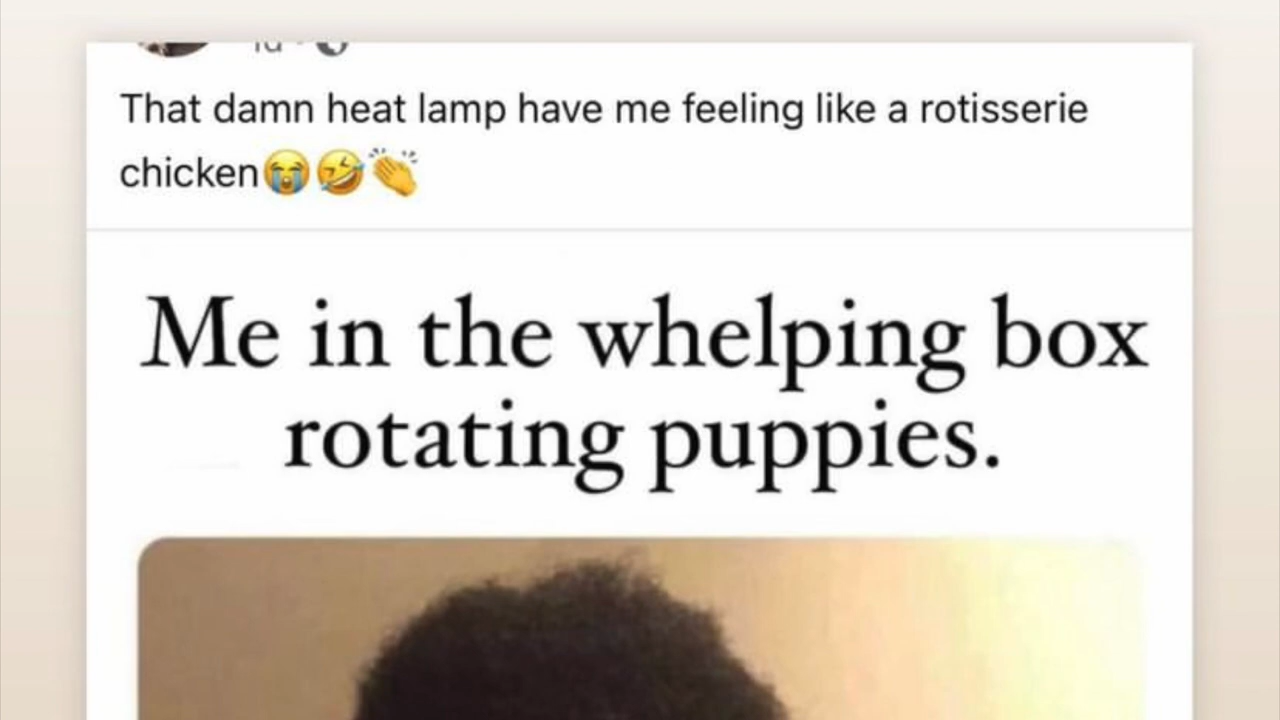 That damn heat lamp have me feeling like a rotisserie
chicken😭🤣👏
Me in the whelping box
rotating puppies.